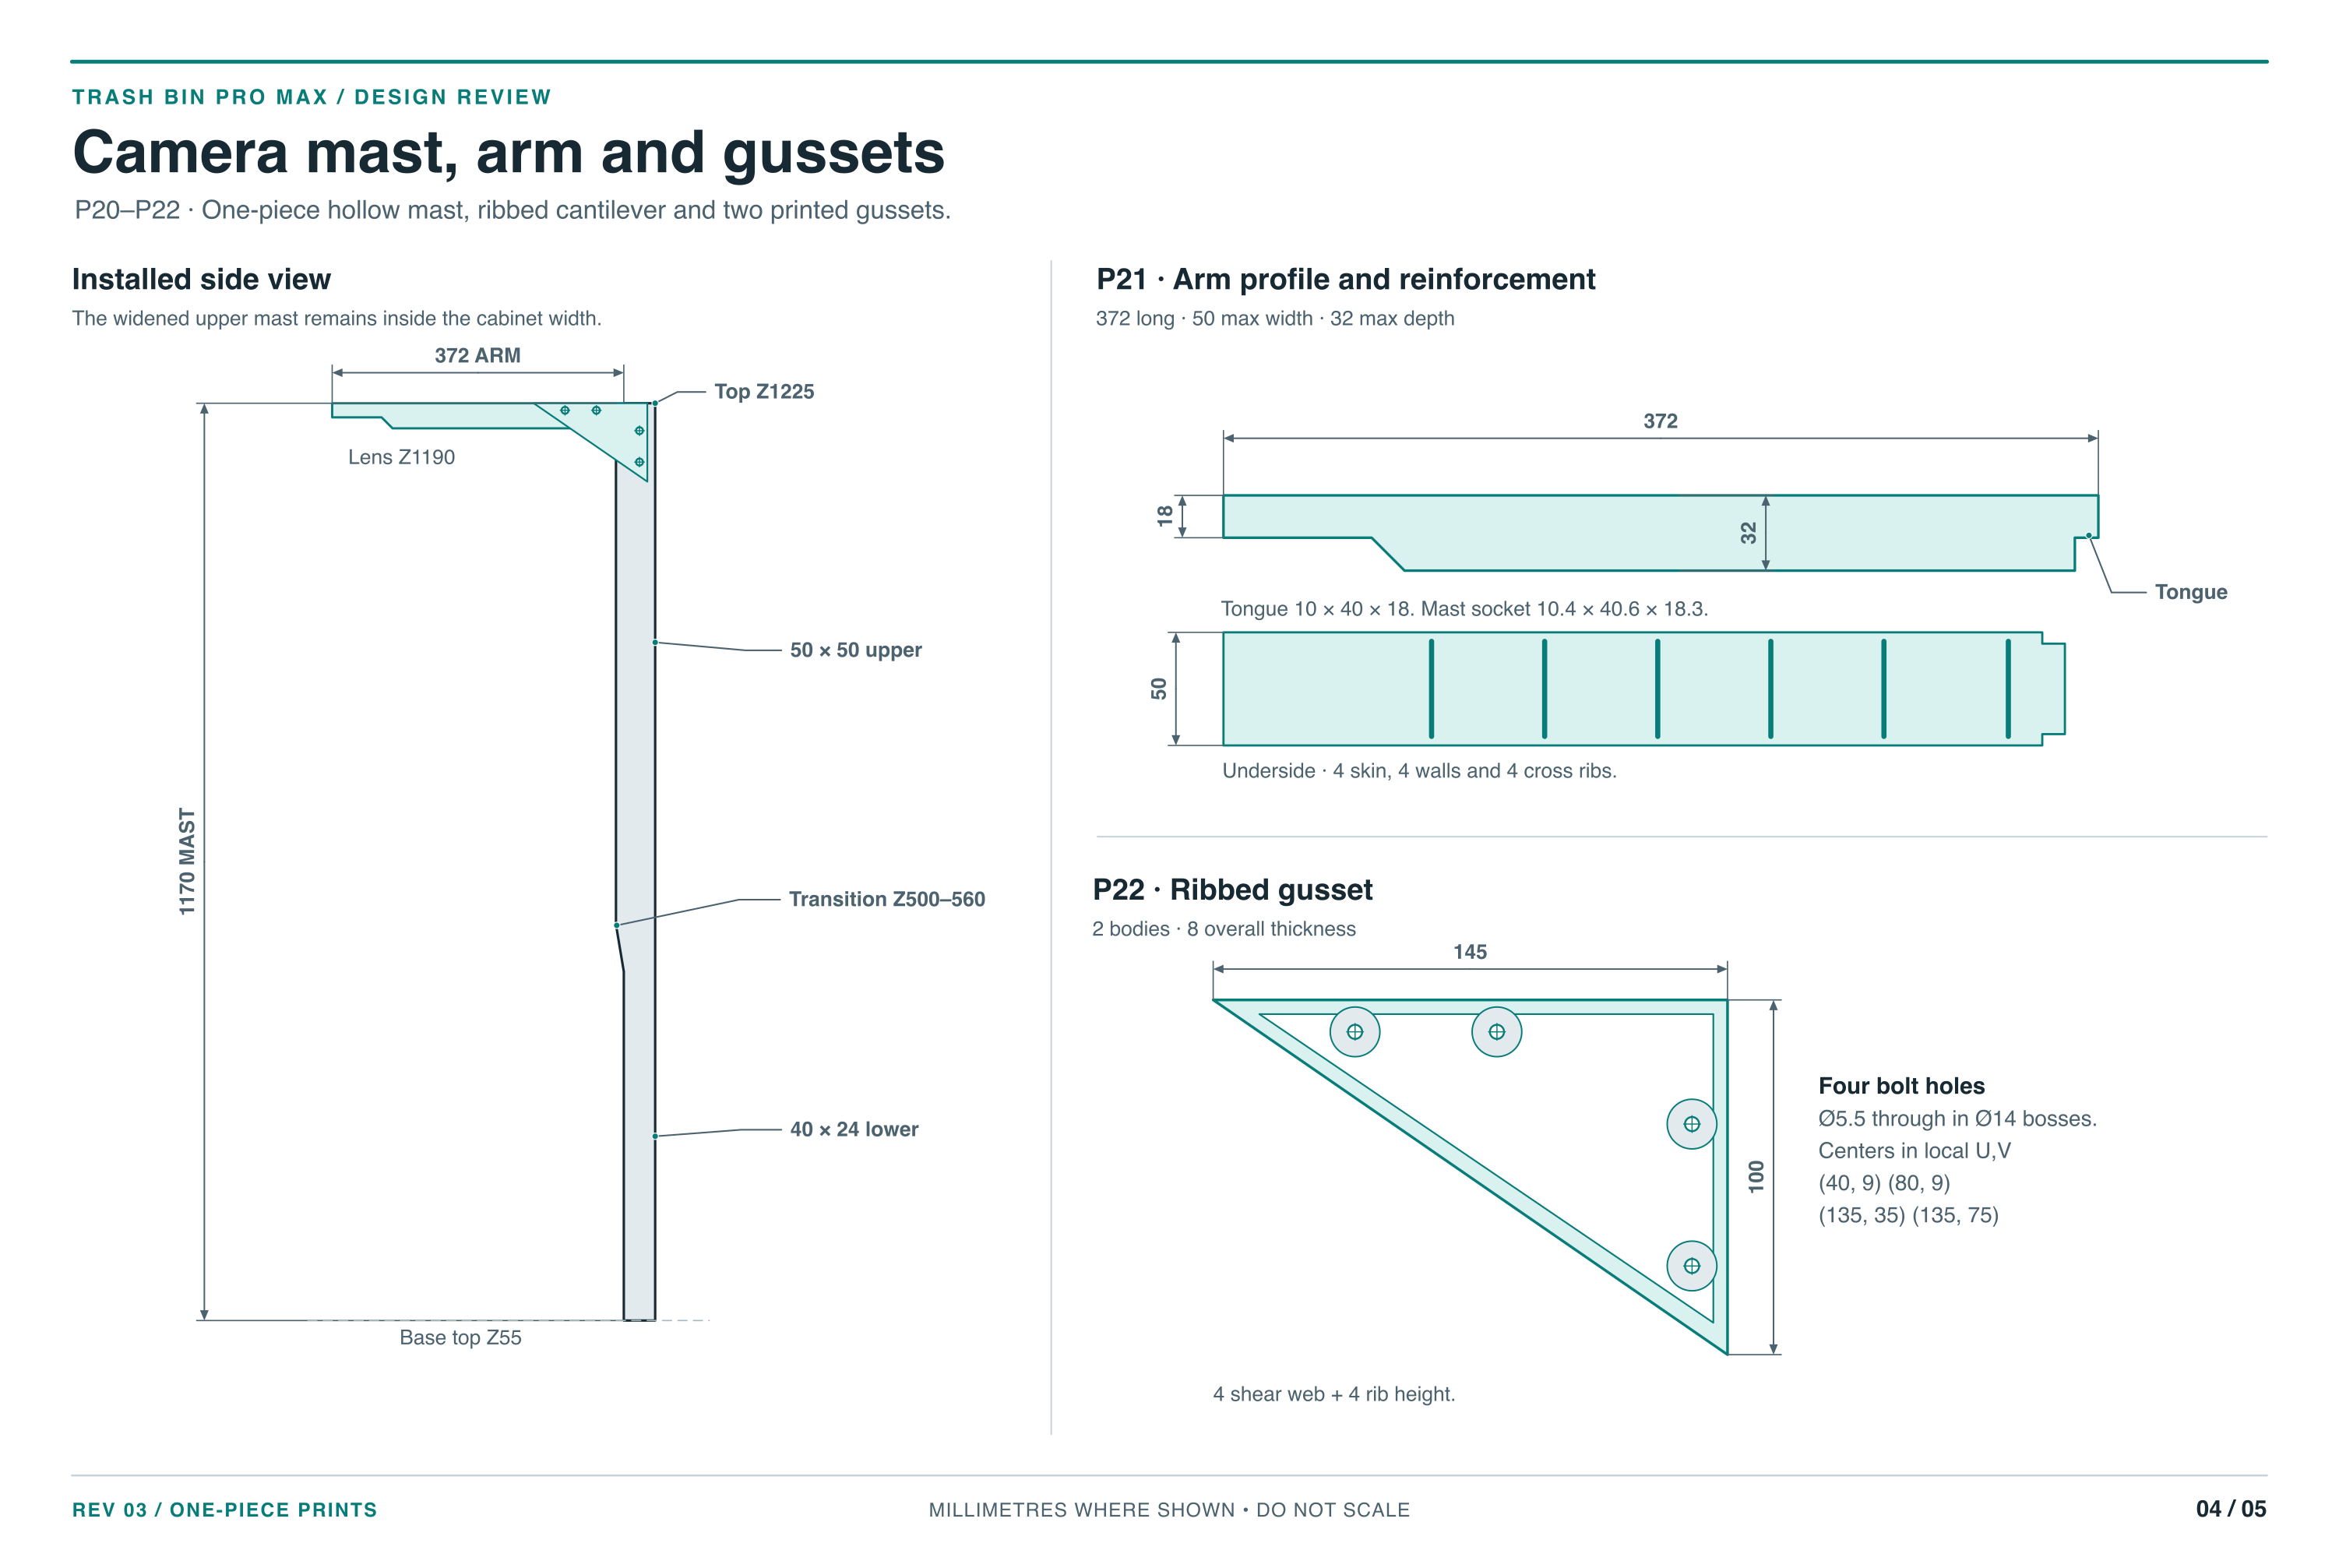 TRASH BIN PRO MAX / DESIGN REVIEW
Camera mast, arm and gussets
P20–P22 · One-piece hollow mast, ribbed cantilever and two printed gussets.
Installed side view
The widened upper mast remains inside the cabinet width.
372 ARM
Top Z1225
Lens Z1190
50 × 50 upper
1170 MAST
Transition Z500–560
40 × 24 lower
Base top Z55
P21 · Arm profile and reinforcement
372 long · 50 max width · 32 max depth
372
18
32
Tongue
Tongue 10 × 40 × 18. Mast socket 10.4 × 40.6 × 18.3.
50
Underside · 4 skin, 4 walls and 4 cross ribs.
P22 · Ribbed gusset
2 bodies · 8 overall thickness
145
100
Four bolt holes
Ø5.5 through in Ø14 bosses.
Centers in local U,V
(40, 9) (80, 9)
(135, 35) (135, 75)
4 shear web + 4 rib height.
REV 03 / ONE-PIECE PRINTS
MILLIMETRES WHERE SHOWN • DO NOT SCALE
04 / 05